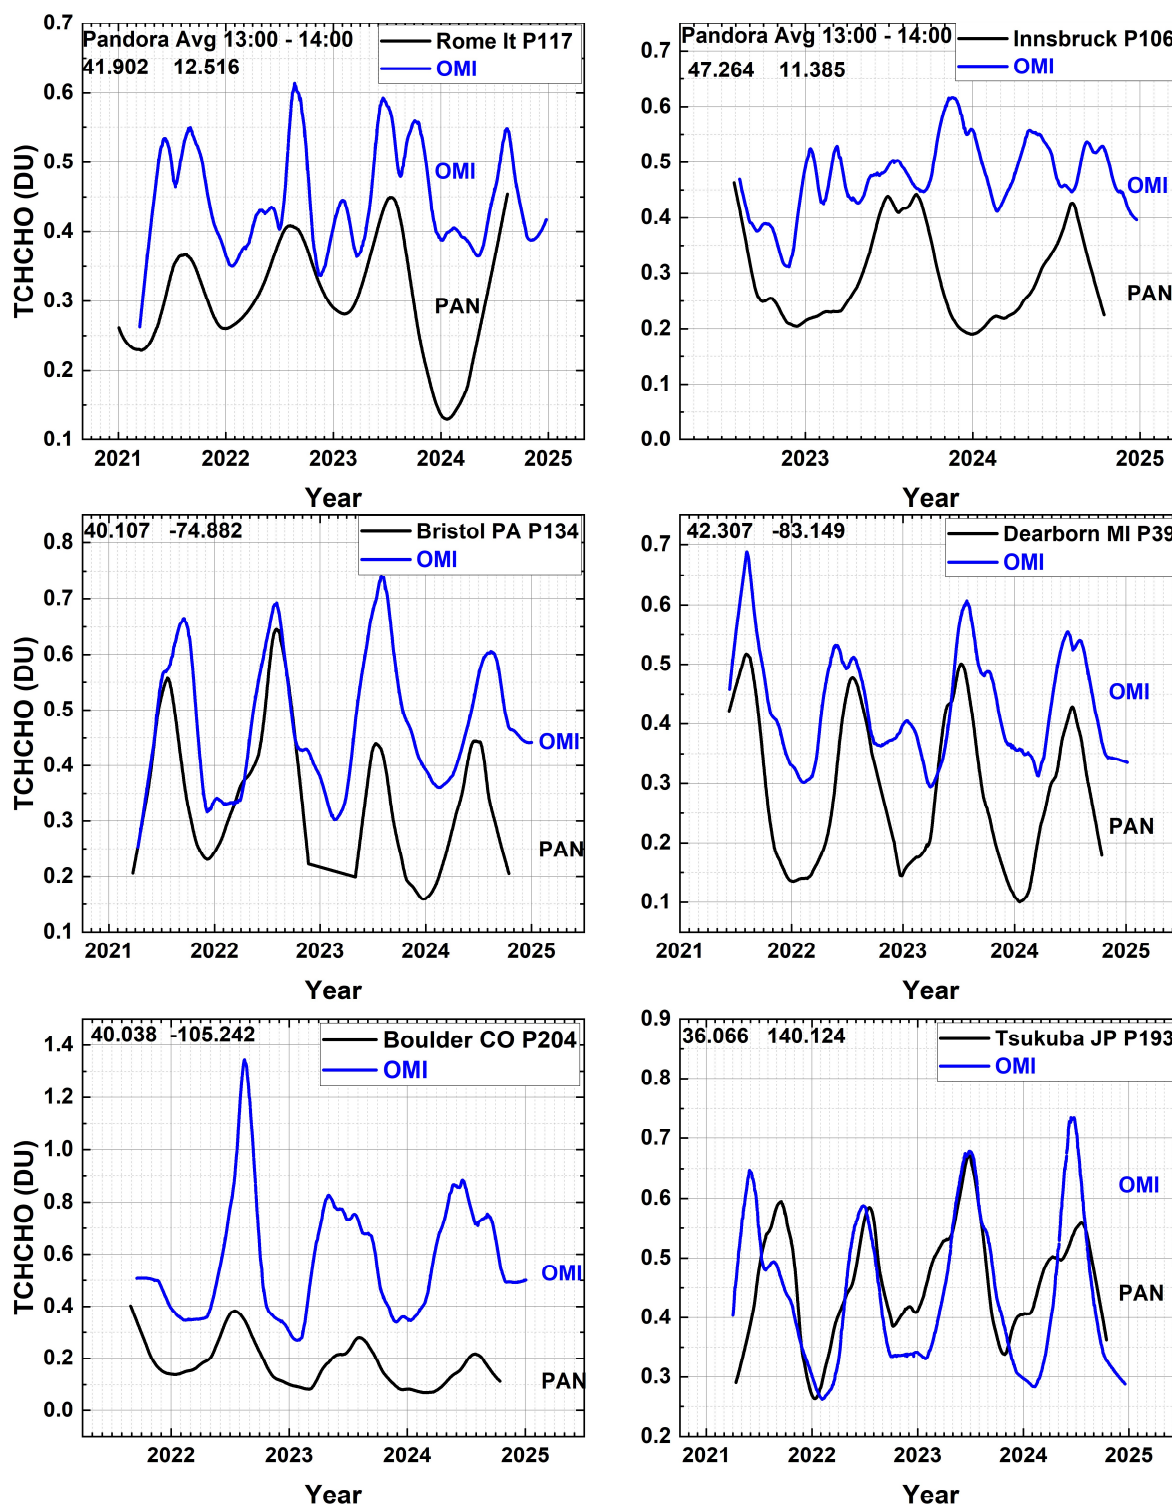 TCHCHO (DU)
0.7
0.6
0.5
0.4
0.3
0.2
0.1
Pandora Avg 13:00 - 14:00
41.902 12.516
Rome It P117
OMI
OMI
PAN
2021 2022 2023 2024 2025
Year
0.7
0.6
0.5
0.4
0.3
0.2
0.1
0.0
Pandora Avg 13:00 - 14:00
47.264 11.385
Innsbruck P106
OMI
OMI
PAN
2023 2024 2025
Year
TCHCHO (DU)
0.8
0.7
0.6
0.5
0.4
0.3
0.2
0.1
40.107 -74.882
Bristol PA P134
OMI
OMI
PAN
2021 2022 2023 2024 2025
Year
0.7
0.6
0.5
0.4
0.3
0.2
0.1
42.307 -83.149
Dearborn MI P39
OMI
OMI
PAN
2021 2022 2023 2024 2025
Year
TCHCHO (DU)
1.4
1.2
1.0
0.8
0.6
0.4
0.2
0.0
40.038 -105.242
Boulder CO P204
OMI
OMI
PAN
2022 2023 2024 2025
Year
0.9
0.8
0.7
0.6
0.5
0.4
0.3
0.2
36.066 140.124
Tsukuba JP P193
OMI
OMI
PAN
2021 2022 2023 2024 2025
Year